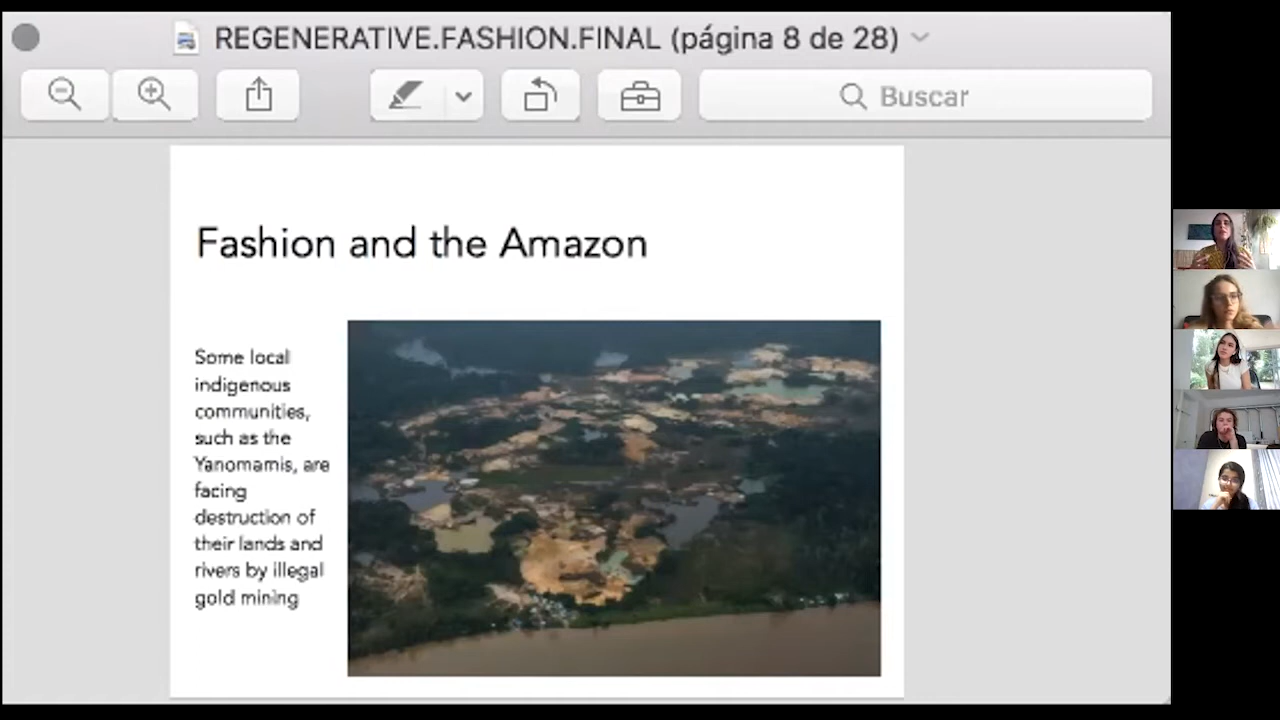 REGENERATIVE.FASHION.FINAL (página 8 de 28)
Buscar
Fashion and the Amazon
Some local
indigenous
communities,
such as the
Yanomamis, are
facing
destruction of
their lands and
rivers by illegal
gold mining